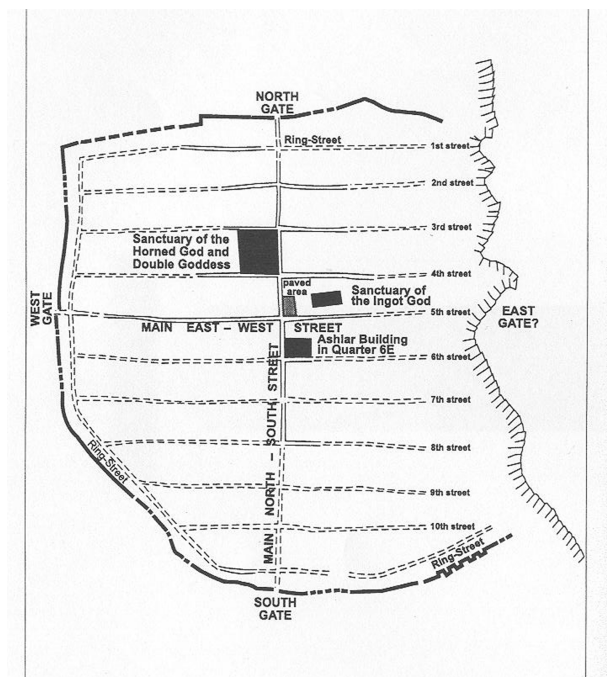 NORTH
GATE
Ring-Street
1st street
2nd street
3rd street
Sanctuary of the
Horned God and
Double Goddess
4th street
paved
area
Sanctuary of
the Ingot God
WEST
GATE
5th street
EAST
GATE?
MAIN EAST – WEST STREET
Ashlar Building
in Quarter 6E
6th street
7th street
MAIN NORTH – SOUTH STREET
8th street
Ring-Street
9th street
10th street
Ring-Street
SOUTH
GATE